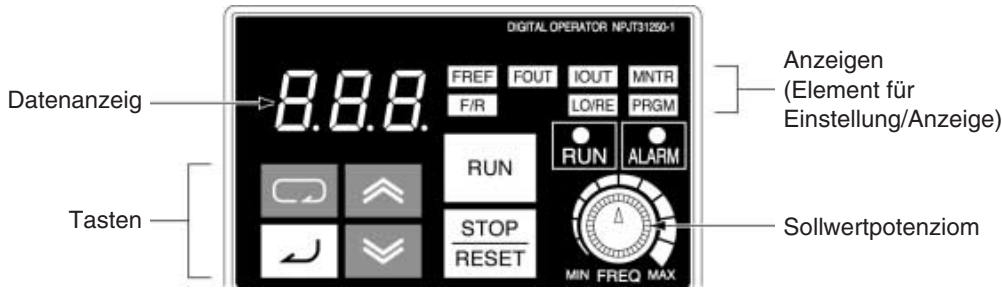 DIGITAL OPERATOR NPJT31250-1
Datenanzeig
8.8.8.
FREF FOUT IOUT MNTR
F/R LO/RE PRGM
Anzeigen
(Element für
Einstellung/Anzeige)
RUN ALARM
Tasten
RUN
STOP
RESET
Sollwertpotenziom
MIN FREQ MAX